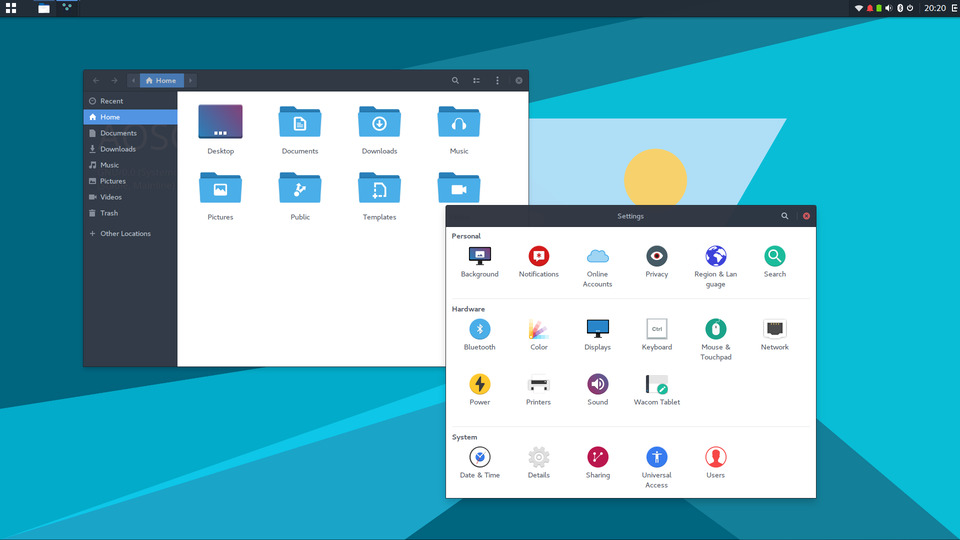 20:20
Home
Recent
Home
Documents
Downloads
Music
Pictures
Videos
Trash
Other Locations
Desktop
Documents
Downloads
Music
Pictures
Public
Templates
Settings
Personal
Background
Notifications
Online
Accounts
Privacy
Region & Lan
guage
Search
Hardware
Bluetooth
Color
Displays
Ctrl
Keyboard
Mouse &
Touchpad
Network
Power
Printers
Sound
Wacom Tablet
System
Date & Time
Details
Sharing
Universal
Access
Users